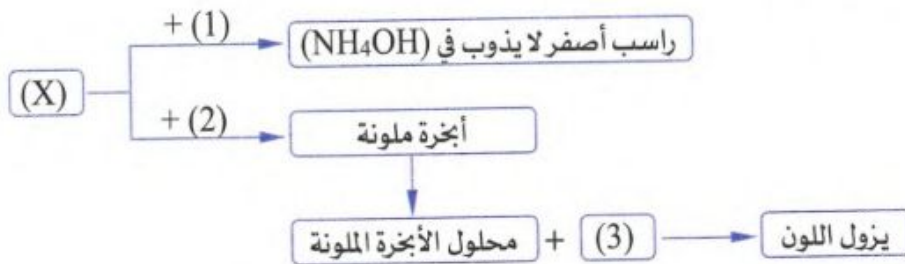 + (1)
راسب أصفر لا يذوب في (NH₄OH)
(X)
+ (2)
أبخرة ملونة
محلول الأبخرة الملونة + (3)
يزول اللون